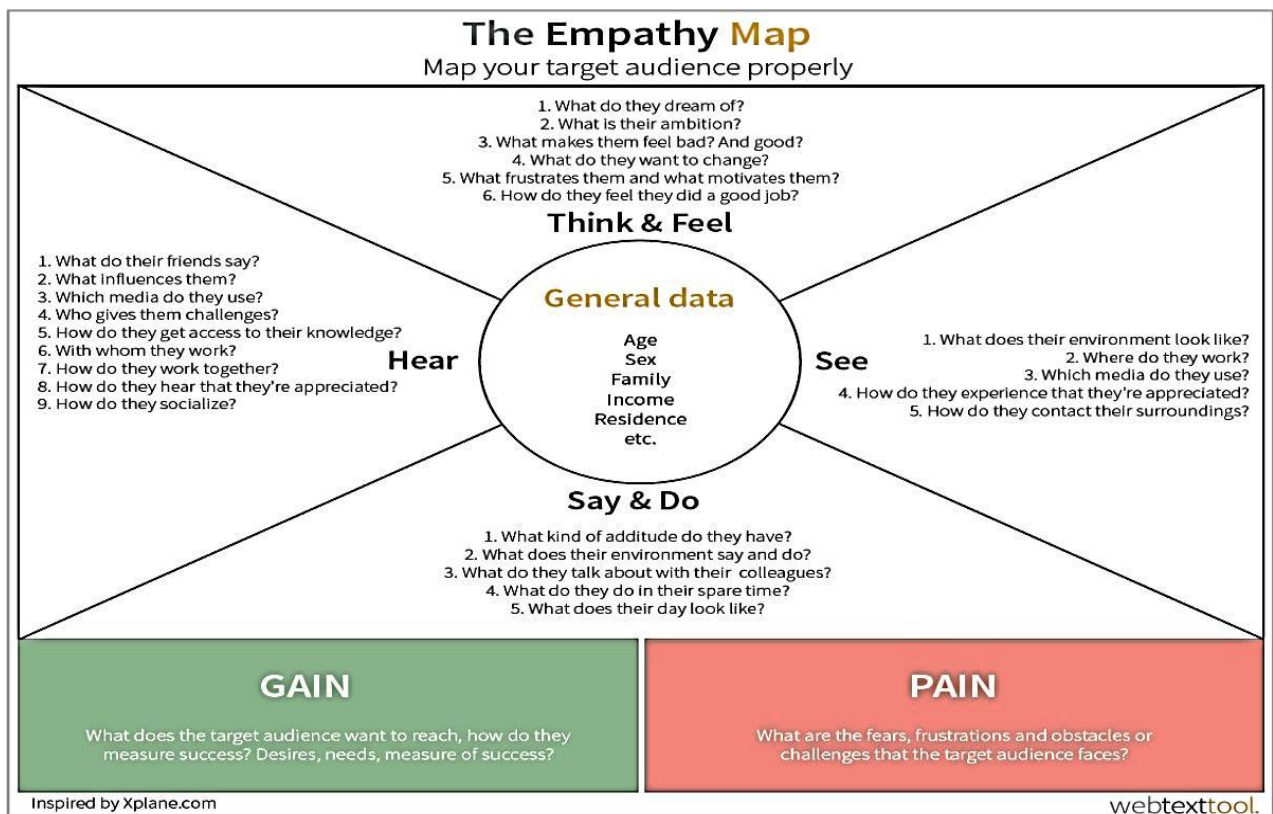 The Empathy Map
Map your target audience properly
1. What do they dream of?
2. What is their ambition?
3. What makes them feel bad? And good?
4. What do they want to change?
5. What frustrates them and what motivates them?
6. How do they feel they did a good job?
Think & Feel
1. What do their friends say?
2. What influences them?
3. Which media do they use?
4. Who gives them challenges?
5. How do they get access to their knowledge?
6. With whom they work?
7. How do they work together?
8. How do they hear that they're appreciated?
9. How do they socialize?
Hear
General data
Age
Sex
Family
Income
Residence
etc.
See
1. What does their environment look like?
2. Where do they work?
3. Which media do they use?
4. How do they experience that they're appreciated?
5. How do they contact their surroundings?
Say & Do
1. What kind of additude do they have?
2. What does their environment say and do?
3. What do they talk about with their colleagues?
4. What do they do in their spare time?
5. What does their day look like?
GAIN
What does the target audience want to reach, how do they
measure success? Desires, needs, measure of success?
PAIN
What are the fears, frustrations and obstacles or
challenges that the target audience faces?
Inspired by Xplane.com
webtexttool.